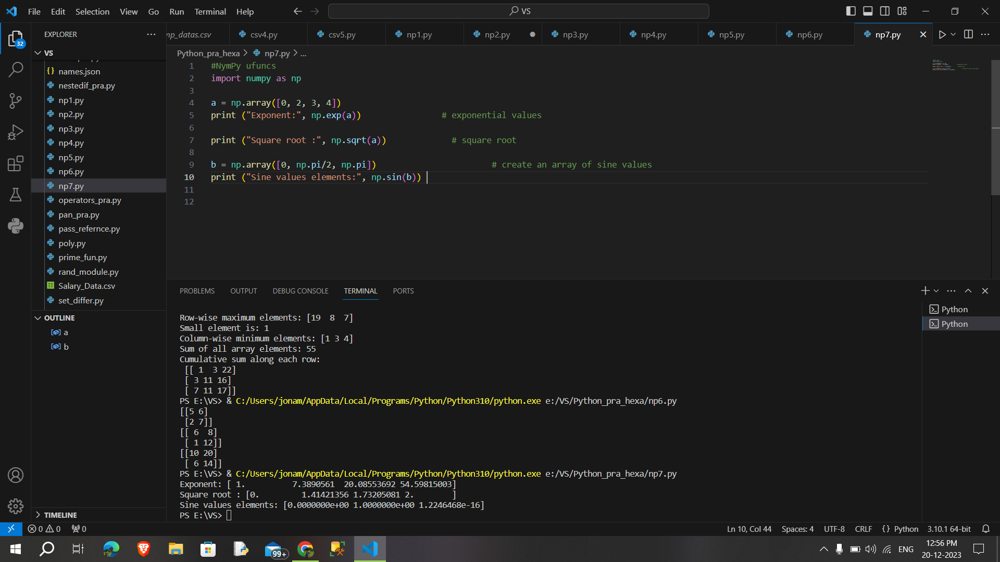 File Edit Selection View Go Run Terminal Help
VS
EXPLORER
mp_datas.csv csv4.py csv5.py np1.py np2.py np3.py np4.py np5.py np6.py np7.py
32
VS
Python_pra_hexa > np7.py > ...
names.json
nestedif_pra.py
np1.py
np2.py
np3.py
np4.py
np5.py
np6.py
np7.py
operators_pra.py
pan_pra.py
pass_refernce.py
poly.py
prime_fun.py
rand_module.py
Salary_Data.csv
set_differ.py
OUTLINE
a
b
TIMELINE
1 #NymPy ufuncs
2 import numpy as np
3
4 a = np.array([0, 2, 3, 4])
5 print ("Exponent:", np.exp(a)) # exponential values
6
7 print ("Square root :", np.sqrt(a)) # square root
8
9 b = np.array([0, np.pi/2, np.pi]) # create an array of sine values
10 print ("Sine values elements:", np.sin(b))
11
12
PROBLEMS OUTPUT DEBUG CONSOLE TERMINAL PORTS
Row-wise maximum elements: [19  8  7]
Small element is: 1
Column-wise minimum elements: [1 3 4]
Sum of all array elements: 55
Cumulative sum along each row:
[[ 1  3 22]
[ 3 11 16]
[ 7 11 17]]
PS E:\VS> & C:/Users/jonam/AppData/Local/Programs/Python/Python310/python.exe e:/VS/Python_pra_hexa/np6.py
[[5 6]
[2 7]]
[[ 6  8]
[ 1 12]]
[[10 20]
[ 6 14]]
PS E:\VS> & C:/Users/jonam/AppData/Local/Programs/Python/Python310/python.exe e:/VS/Python_pra_hexa/np7.py
Exponent: [ 1.          7.3890561  20.08553692 54.59815003]
Square root : [0.         1.41421356 1.73205081 2.        ]
Sine values elements: [0.0000000e+00 1.0000000e+00 1.2246468e-16]
PS E:\VS>
Python
Python
0 0 0
Ln 10, Col 44 Spaces: 4 UTF-8 CRLF {} Python 3.10.1 64-bit
99+
ENG
12:56 PM
20-12-2023